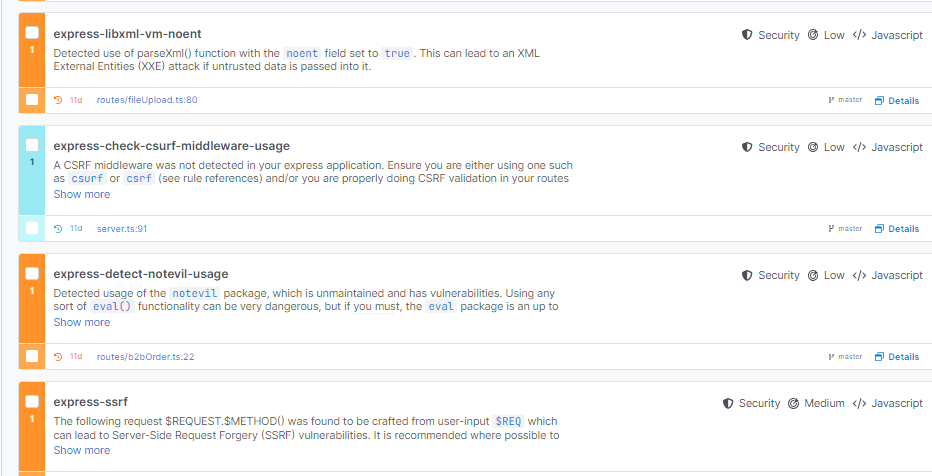 express-libxml-vm-noent
Security Low Javascript
1
Detected use of parseXml() function with the noent field set to true . This can lead to an XML
External Entities (XXE) attack if untrusted data is passed into it.
11d routes/fileUpload.ts:80 master Details
express-check-csurf-middleware-usage
Security Low Javascript
1
A CSRF middleware was not detected in your express application. Ensure you are either using one such
as csurf or csrf (see rule references) and/or you are properly doing CSRF validation in your routes
Show more
11d server.ts:91 master Details
express-detect-notevil-usage
Security Low Javascript
1
Detected usage of the notevil package, which is unmaintained and has vulnerabilities. Using any
sort of eval() functionality can be very dangerous, but if you must, the eval package is an up to
Show more
11d routes/b2bOrder.ts:22 master Details
express-ssrf
Security Medium Javascript
1
The following request $REQUEST.$METHOD() was found to be crafted from user-input $REQ which
can lead to Server-Side Request Forgery (SSRF) vulnerabilities. It is recommended where possible to
Show more